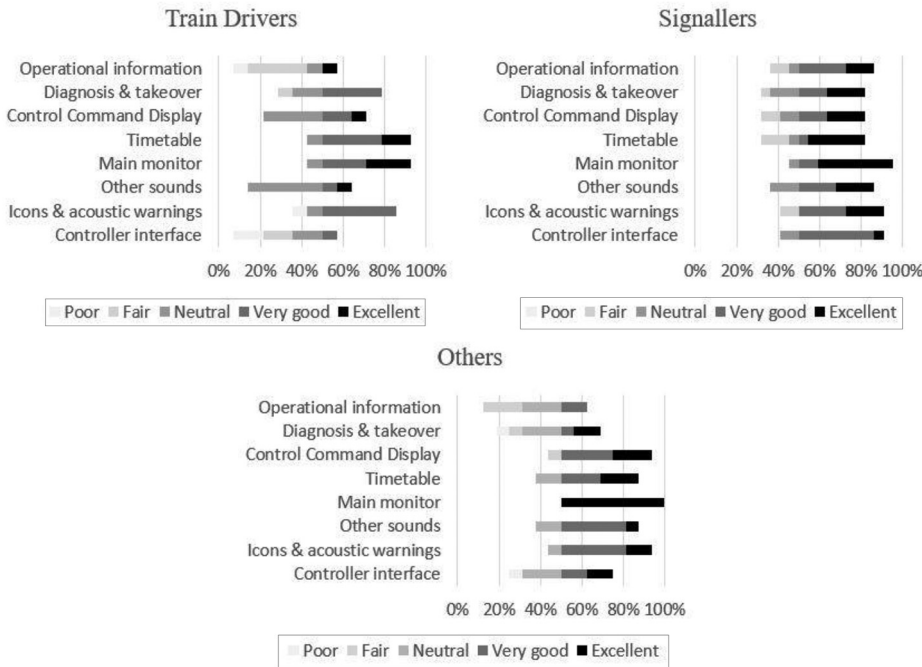 Train Drivers
Operational information
Diagnosis & takeover
Control Command Display
Timetable
Main monitor
Other sounds
Icons & acoustic warnings
Controller interface
0% 20% 40% 60% 80% 100%
Poor Fair Neutral Very good Excellent
Signallers
Operational information
Diagnosis & takeover
Control Command Display
Timetable
Main monitor
Other sounds
Icons & acoustic warnings
Controller interface
0% 20% 40% 60% 80% 100%
Poor Fair Neutral Very good Excellent
Others
Operational information
Diagnosis & takeover
Control Command Display
Timetable
Main monitor
Other sounds
Icons & acoustic warnings
Controller interface
0% 20% 40% 60% 80% 100%
Poor Fair Neutral Very good Excellent